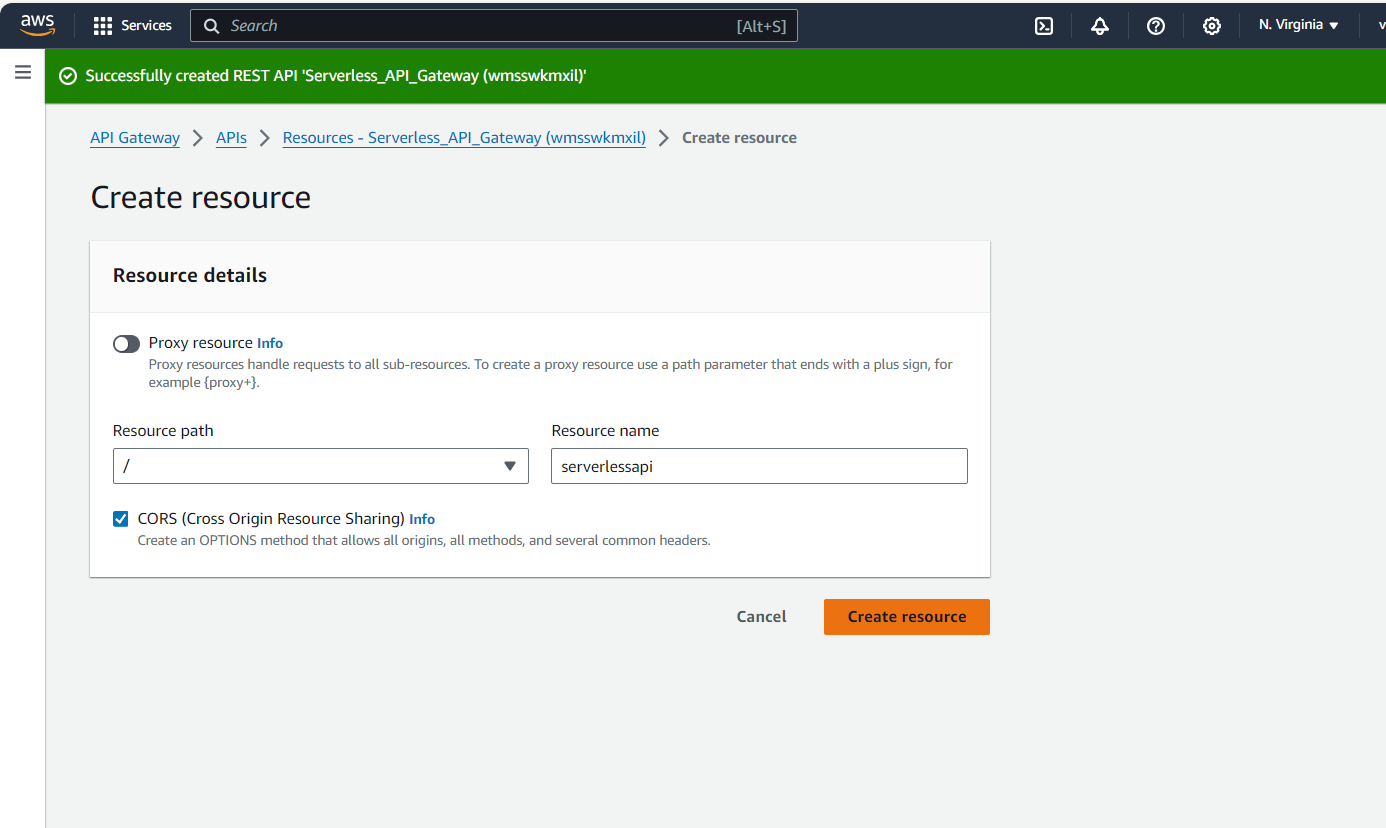 aws Services Search [Alt+S] N. Virginia
Successfully created REST API 'Serverless_API_Gateway (wmsswkmxil)'
API Gateway APIs Resources - Serverless_API_Gateway (wmsswkmxil) Create resource
Create resource
Resource details
Proxy resource Info
Proxy resources handle requests to all sub-resources. To create a proxy resource use a path parameter that ends with a plus sign, for
example {proxy+}.
Resource path Resource name
/ serverlessapi
CORS (Cross Origin Resource Sharing) Info
Create an OPTIONS method that allows all origins, all methods, and several common headers.
Cancel Create resource